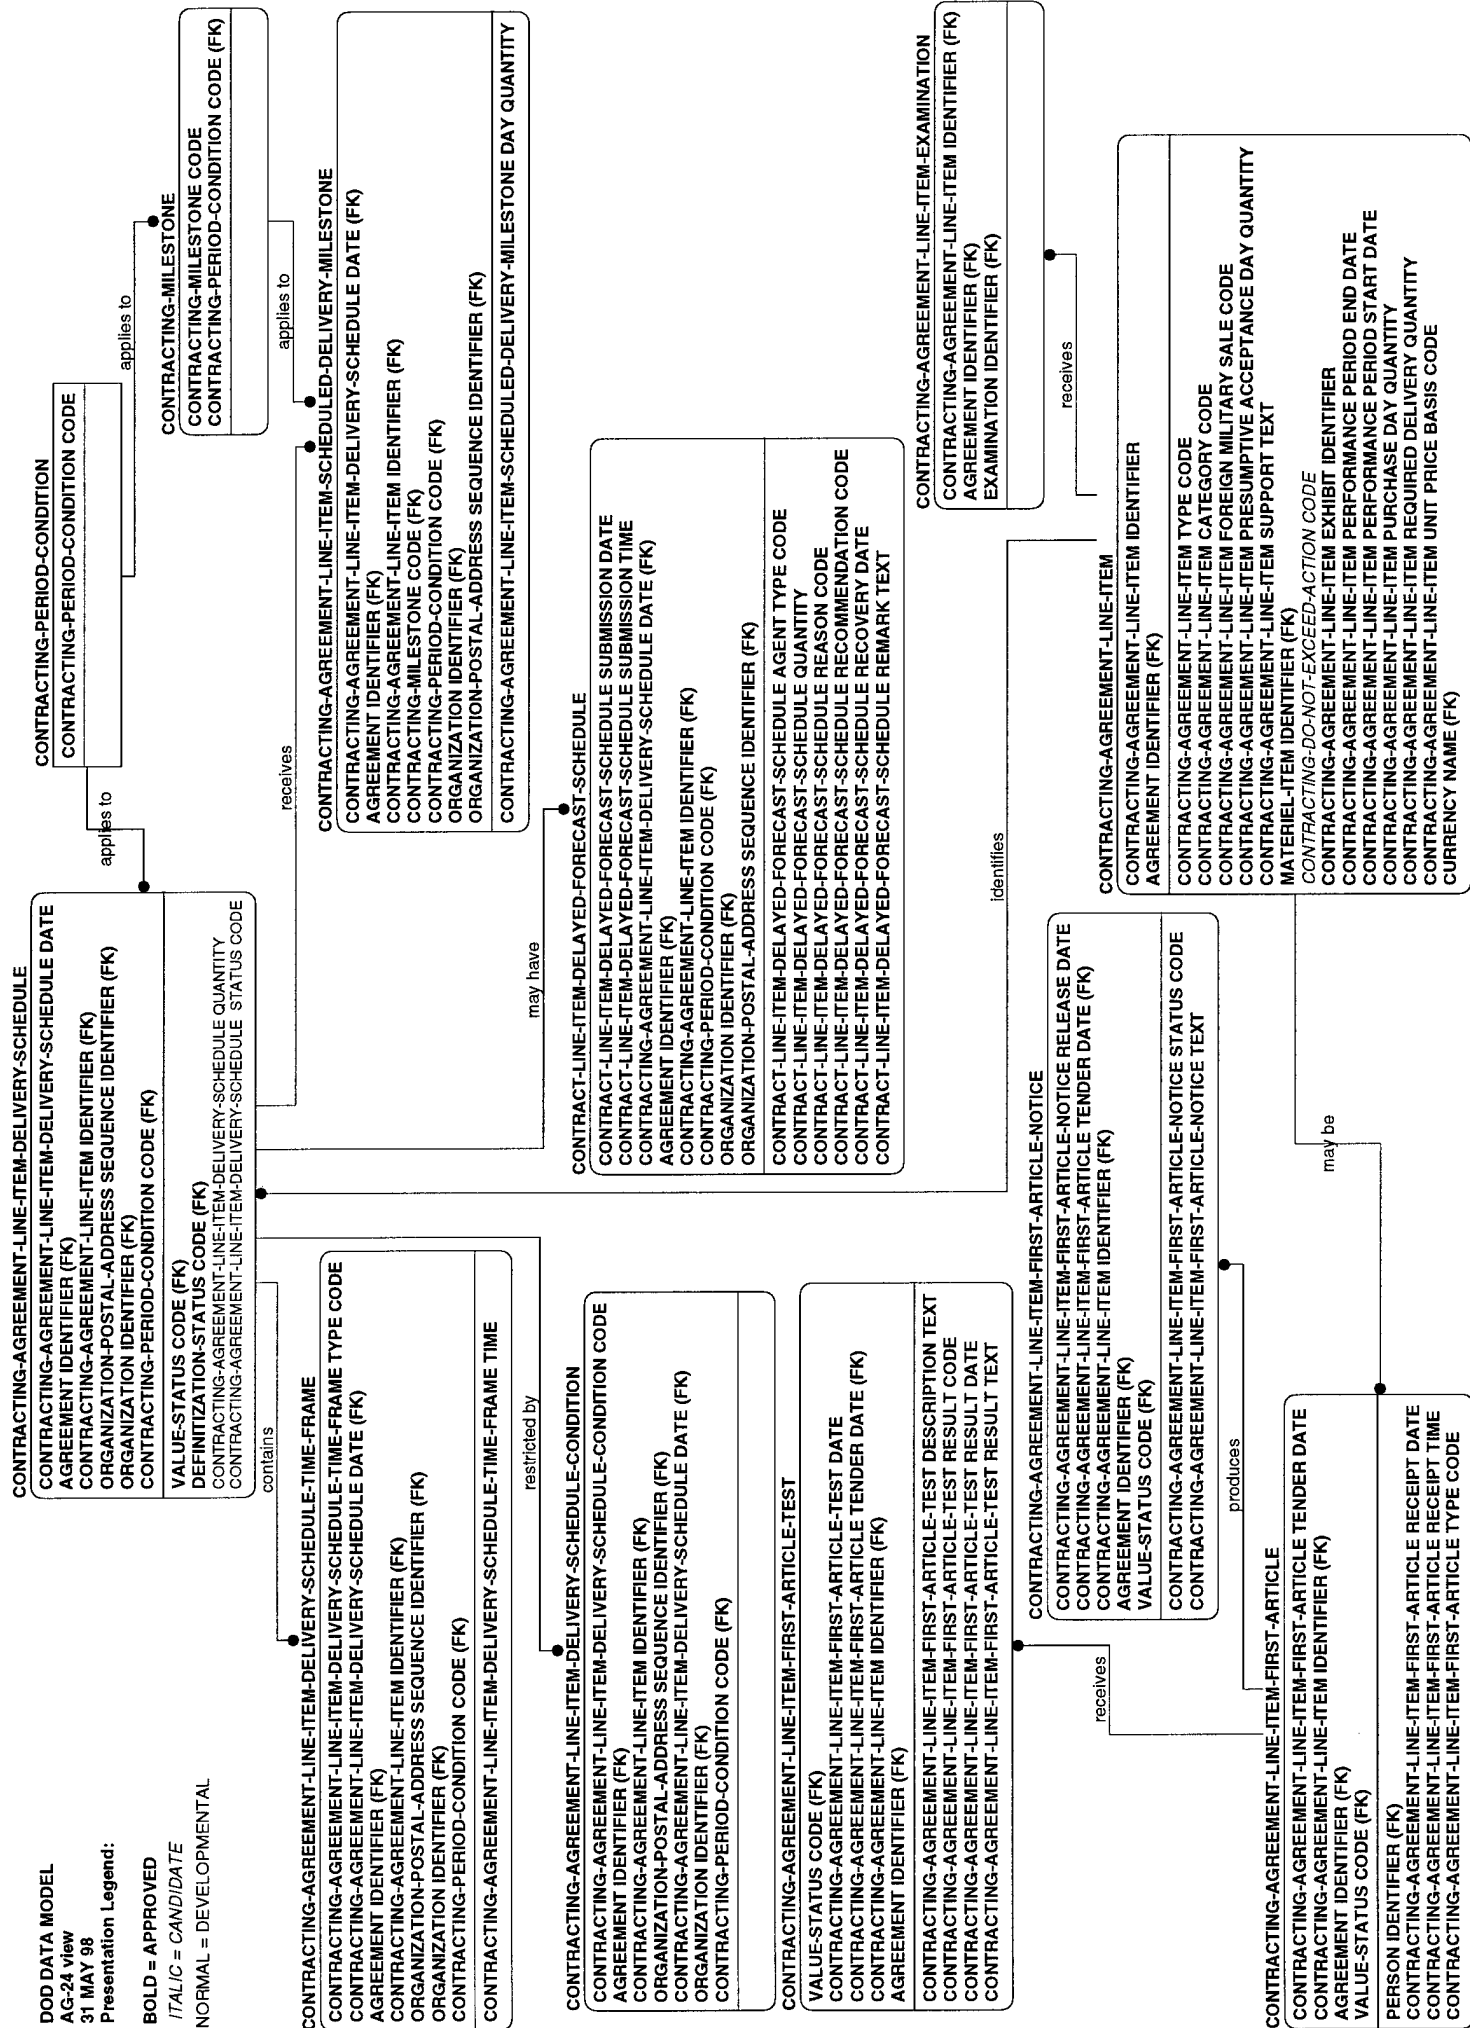 DOD DATA MODEL
AG-24 view
31 MAY 98
Presentation Legend:
BOLD = APPROVED
ITALIC = CANDIDATE
NORMAL = DEVELOPMENTAL
CONTRACTING-AGREEMENT-LINE-ITEM-DELIVERY-SCHEDULE
CONTRACTING-AGREEMENT-LINE-ITEM-DELIVERY-SCHEDULE DATE
AGREEMENT IDENTIFIER (FK)
CONTRACTING-AGREEMENT-LINE-ITEM IDENTIFIER (FK)
ORGANIZATION-POSTAL-ADDRESS SEQUENCE IDENTIFIER (FK)
ORGANIZATION IDENTIFIER (FK)
CONTRACTING-PERIOD-CONDITION CODE (FK)
VALUE-STATUS CODE (FK)
DEFINITIZATION-STATUS CODE (FK)
CONTRACTING-AGREEMENT-LINE-ITEM-DELIVERY-SCHEDULE QUANTITY
CONTRACTING-AGREEMENT-LINE-ITEM-DELIVERY-SCHEDULE STATUS CODE
applies to
CONTRACTING-PERIOD-CONDITION
CONTRACTING-PERIOD-CONDITION CODE
applies to
CONTRACTING-MILESTONE
CONTRACTING-MILESTONE CODE
CONTRACTING-PERIOD-CONDITION CODE (FK)
applies to
receives
CONTRACTING-AGREEMENT-LINE-ITEM-SCHEDULED-DELIVERY-MILESTONE
CONTRACTING-AGREEMENT-LINE-ITEM-DELIVERY-SCHEDULE DATE (FK)
AGREEMENT IDENTIFIER (FK)
CONTRACTING-AGREEMENT-LINE-ITEM IDENTIFIER (FK)
CONTRACTING-MILESTONE CODE (FK)
CONTRACTING-PERIOD-CONDITION CODE (FK)
ORGANIZATION IDENTIFIER (FK)
ORGANIZATION-POSTAL-ADDRESS SEQUENCE IDENTIFIER (FK)
CONTRACTING-AGREEMENT-LINE-ITEM-SCHEDULED-DELIVERY-MILESTONE DAY QUANTITY
contains
CONTRACTING-AGREEMENT-LINE-ITEM-DELIVERY-SCHEDULE-TIME-FRAME
CONTRACTING-AGREEMENT-LINE-ITEM-DELIVERY-SCHEDULE-TIME-FRAME TYPE CODE
CONTRACTING-AGREEMENT-LINE-ITEM-DELIVERY-SCHEDULE DATE (FK)
AGREEMENT IDENTIFIER (FK)
CONTRACTING-AGREEMENT-LINE-ITEM IDENTIFIER (FK)
ORGANIZATION-POSTAL-ADDRESS SEQUENCE IDENTIFIER (FK)
ORGANIZATION IDENTIFIER (FK)
CONTRACTING-PERIOD-CONDITION CODE (FK)
CONTRACTING-AGREEMENT-LINE-ITEM-DELIVERY-SCHEDULE-TIME-FRAME TIME
restricted by
may have
CONTRACT-LINE-ITEM-DELAYED-FORECAST-SCHEDULE
CONTRACT-LINE-ITEM-DELAYED-FORECAST-SCHEDULE SUBMISSION DATE
CONTRACT-LINE-ITEM-DELAYED-FORECAST-SCHEDULE SUBMISSION TIME
CONTRACTING-AGREEMENT-LINE-ITEM-DELIVERY-SCHEDULE DATE (FK)
AGREEMENT IDENTIFIER (FK)
CONTRACTING-AGREEMENT-LINE-ITEM IDENTIFIER (FK)
CONTRACTING-PERIOD-CONDITION CODE (FK)
ORGANIZATION IDENTIFIER (FK)
ORGANIZATION-POSTAL-ADDRESS SEQUENCE IDENTIFIER (FK)
CONTRACT-LINE-ITEM-DELAYED-FORECAST-SCHEDULE AGENT TYPE CODE
CONTRACT-LINE-ITEM-DELAYED-FORECAST-SCHEDULE QUANTITY
CONTRACT-LINE-ITEM-DELAYED-FORECAST-SCHEDULE REASON CODE
CONTRACT-LINE-ITEM-DELAYED-FORECAST-SCHEDULE RECOMMENDATION CODE
CONTRACT-LINE-ITEM-DELAYED-FORECAST-SCHEDULE RECOVERY DATE
CONTRACT-LINE-ITEM-DELAYED-FORECAST-SCHEDULE REMARK TEXT
CONTRACTING-AGREEMENT-LINE-ITEM-DELIVERY-SCHEDULE-CONDITION
CONTRACTING-AGREEMENT-LINE-ITEM-DELIVERY-SCHEDULE-CONDITION CODE
AGREEMENT IDENTIFIER (FK)
CONTRACTING-AGREEMENT-LINE-ITEM IDENTIFIER (FK)
ORGANIZATION-POSTAL-ADDRESS SEQUENCE IDENTIFIER (FK)
CONTRACTING-AGREEMENT-LINE-ITEM-DELIVERY-SCHEDULE DATE (FK)
ORGANIZATION IDENTIFIER (FK)
CONTRACTING-PERIOD-CONDITION CODE (FK)
CONTRACTING-AGREEMENT-LINE-ITEM-FIRST-ARTICLE-TEST
VALUE-STATUS CODE (FK)
CONTRACTING-AGREEMENT-LINE-ITEM-FIRST-ARTICLE-TEST DATE
CONTRACTING-AGREEMENT-LINE-ITEM-FIRST-ARTICLE TENDER DATE (FK)
CONTRACTING-AGREEMENT-LINE-ITEM IDENTIFIER (FK)
AGREEMENT IDENTIFIER (FK)
CONTRACTING-AGREEMENT-LINE-ITEM-FIRST-ARTICLE-TEST DESCRIPTION TEXT
CONTRACTING-AGREEMENT-LINE-ITEM-FIRST-ARTICLE-TEST RESULT CODE
CONTRACTING-AGREEMENT-LINE-ITEM-FIRST-ARTICLE-TEST RESULT DATE
CONTRACTING-AGREEMENT-LINE-ITEM-FIRST-ARTICLE-TEST RESULT TEXT
identifies
CONTRACTING-AGREEMENT-LINE-ITEM-EXAMINATION
CONTRACTING-AGREEMENT-LINE-ITEM IDENTIFIER (FK)
AGREEMENT IDENTIFIER (FK)
EXAMINATION IDENTIFIER (FK)
receives
receives
CONTRACTING-AGREEMENT-LINE-ITEM-FIRST-ARTICLE-NOTICE
CONTRACTING-AGREEMENT-LINE-ITEM-FIRST-ARTICLE-NOTICE RELEASE DATE
CONTRACTING-AGREEMENT-LINE-ITEM-FIRST-ARTICLE TENDER DATE (FK)
CONTRACTING-AGREEMENT-LINE-ITEM IDENTIFIER (FK)
AGREEMENT IDENTIFIER (FK)
VALUE-STATUS CODE (FK)
CONTRACTING-AGREEMENT-LINE-ITEM-FIRST-ARTICLE-NOTICE STATUS CODE
CONTRACTING-AGREEMENT-LINE-ITEM-FIRST-ARTICLE-NOTICE TEXT
produces
CONTRACTING-AGREEMENT-LINE-ITEM
CONTRACTING-AGREEMENT-LINE-ITEM IDENTIFIER
AGREEMENT IDENTIFIER (FK)
CONTRACTING-AGREEMENT-LINE-ITEM TYPE CODE
CONTRACTING-AGREEMENT-LINE-ITEM CATEGORY CODE
CONTRACTING-AGREEMENT-LINE-ITEM FOREIGN MILITARY SALE CODE
CONTRACTING-AGREEMENT-LINE-ITEM PRESUMPTIVE ACCEPTANCE DAY QUANTITY
CONTRACTING-AGREEMENT-LINE-ITEM SUPPORT TEXT
MATERIEL-ITEM IDENTIFIER (FK)
CONTRACTING-DO-NOT-EXCEED-ACTION CODE
CONTRACTING-AGREEMENT-LINE-ITEM EXHIBIT IDENTIFIER
CONTRACTING-AGREEMENT-LINE-ITEM PERFORMANCE PERIOD END DATE
CONTRACTING-AGREEMENT-LINE-ITEM PERFORMANCE PERIOD START DATE
CONTRACTING-AGREEMENT-LINE-ITEM PURCHASE DAY QUANTITY
CONTRACTING-AGREEMENT-LINE-ITEM REQUIRED DELIVERY QUANTITY
CONTRACTING-AGREEMENT-LINE-ITEM UNIT PRICE BASIS CODE
CURRENCY NAME (FK)
may be
CONTRACTING-AGREEMENT-LINE-ITEM-FIRST-ARTICLE
CONTRACTING-AGREEMENT-LINE-ITEM-FIRST-ARTICLE TENDER DATE
CONTRACTING-AGREEMENT-LINE-ITEM IDENTIFIER (FK)
AGREEMENT IDENTIFIER (FK)
VALUE-STATUS CODE (FK)
PERSON IDENTIFIER (FK)
CONTRACTING-AGREEMENT-LINE-ITEM-FIRST-ARTICLE RECEIPT DATE
CONTRACTING-AGREEMENT-LINE-ITEM-FIRST-ARTICLE RECEIPT TIME
CONTRACTING-AGREEMENT-LINE-ITEM-FIRST-ARTICLE TYPE CODE